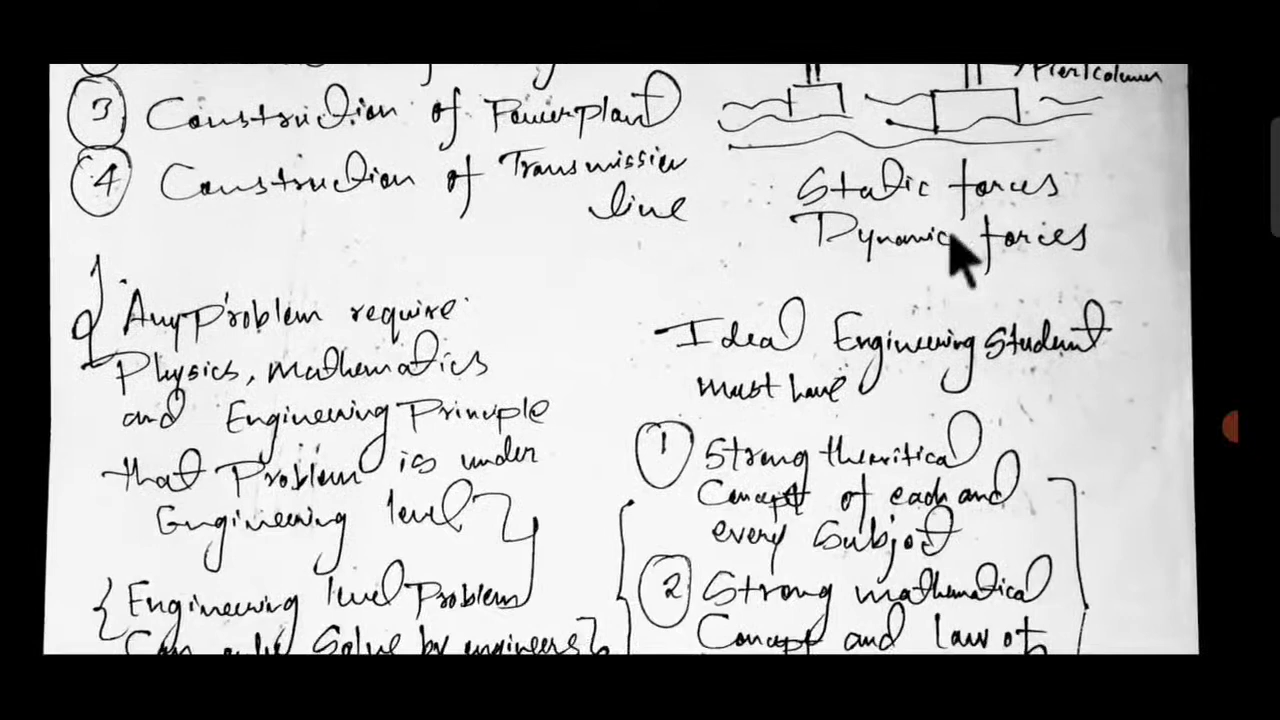 3 Construction of Powerplant
4 Construction of Transmission
line
Any problem require
Physics, mathematics
and Engineering Principle
that Problem is under
Engineering level
Engineering level Problem
Can only Solve by engineers
Pier/column
Static forces
Dynamic forces
Ideal Engineering Student
must have
1 Strong theoritical
Concept of each and
every Subject
2 Strong mathematical
Concept and law of